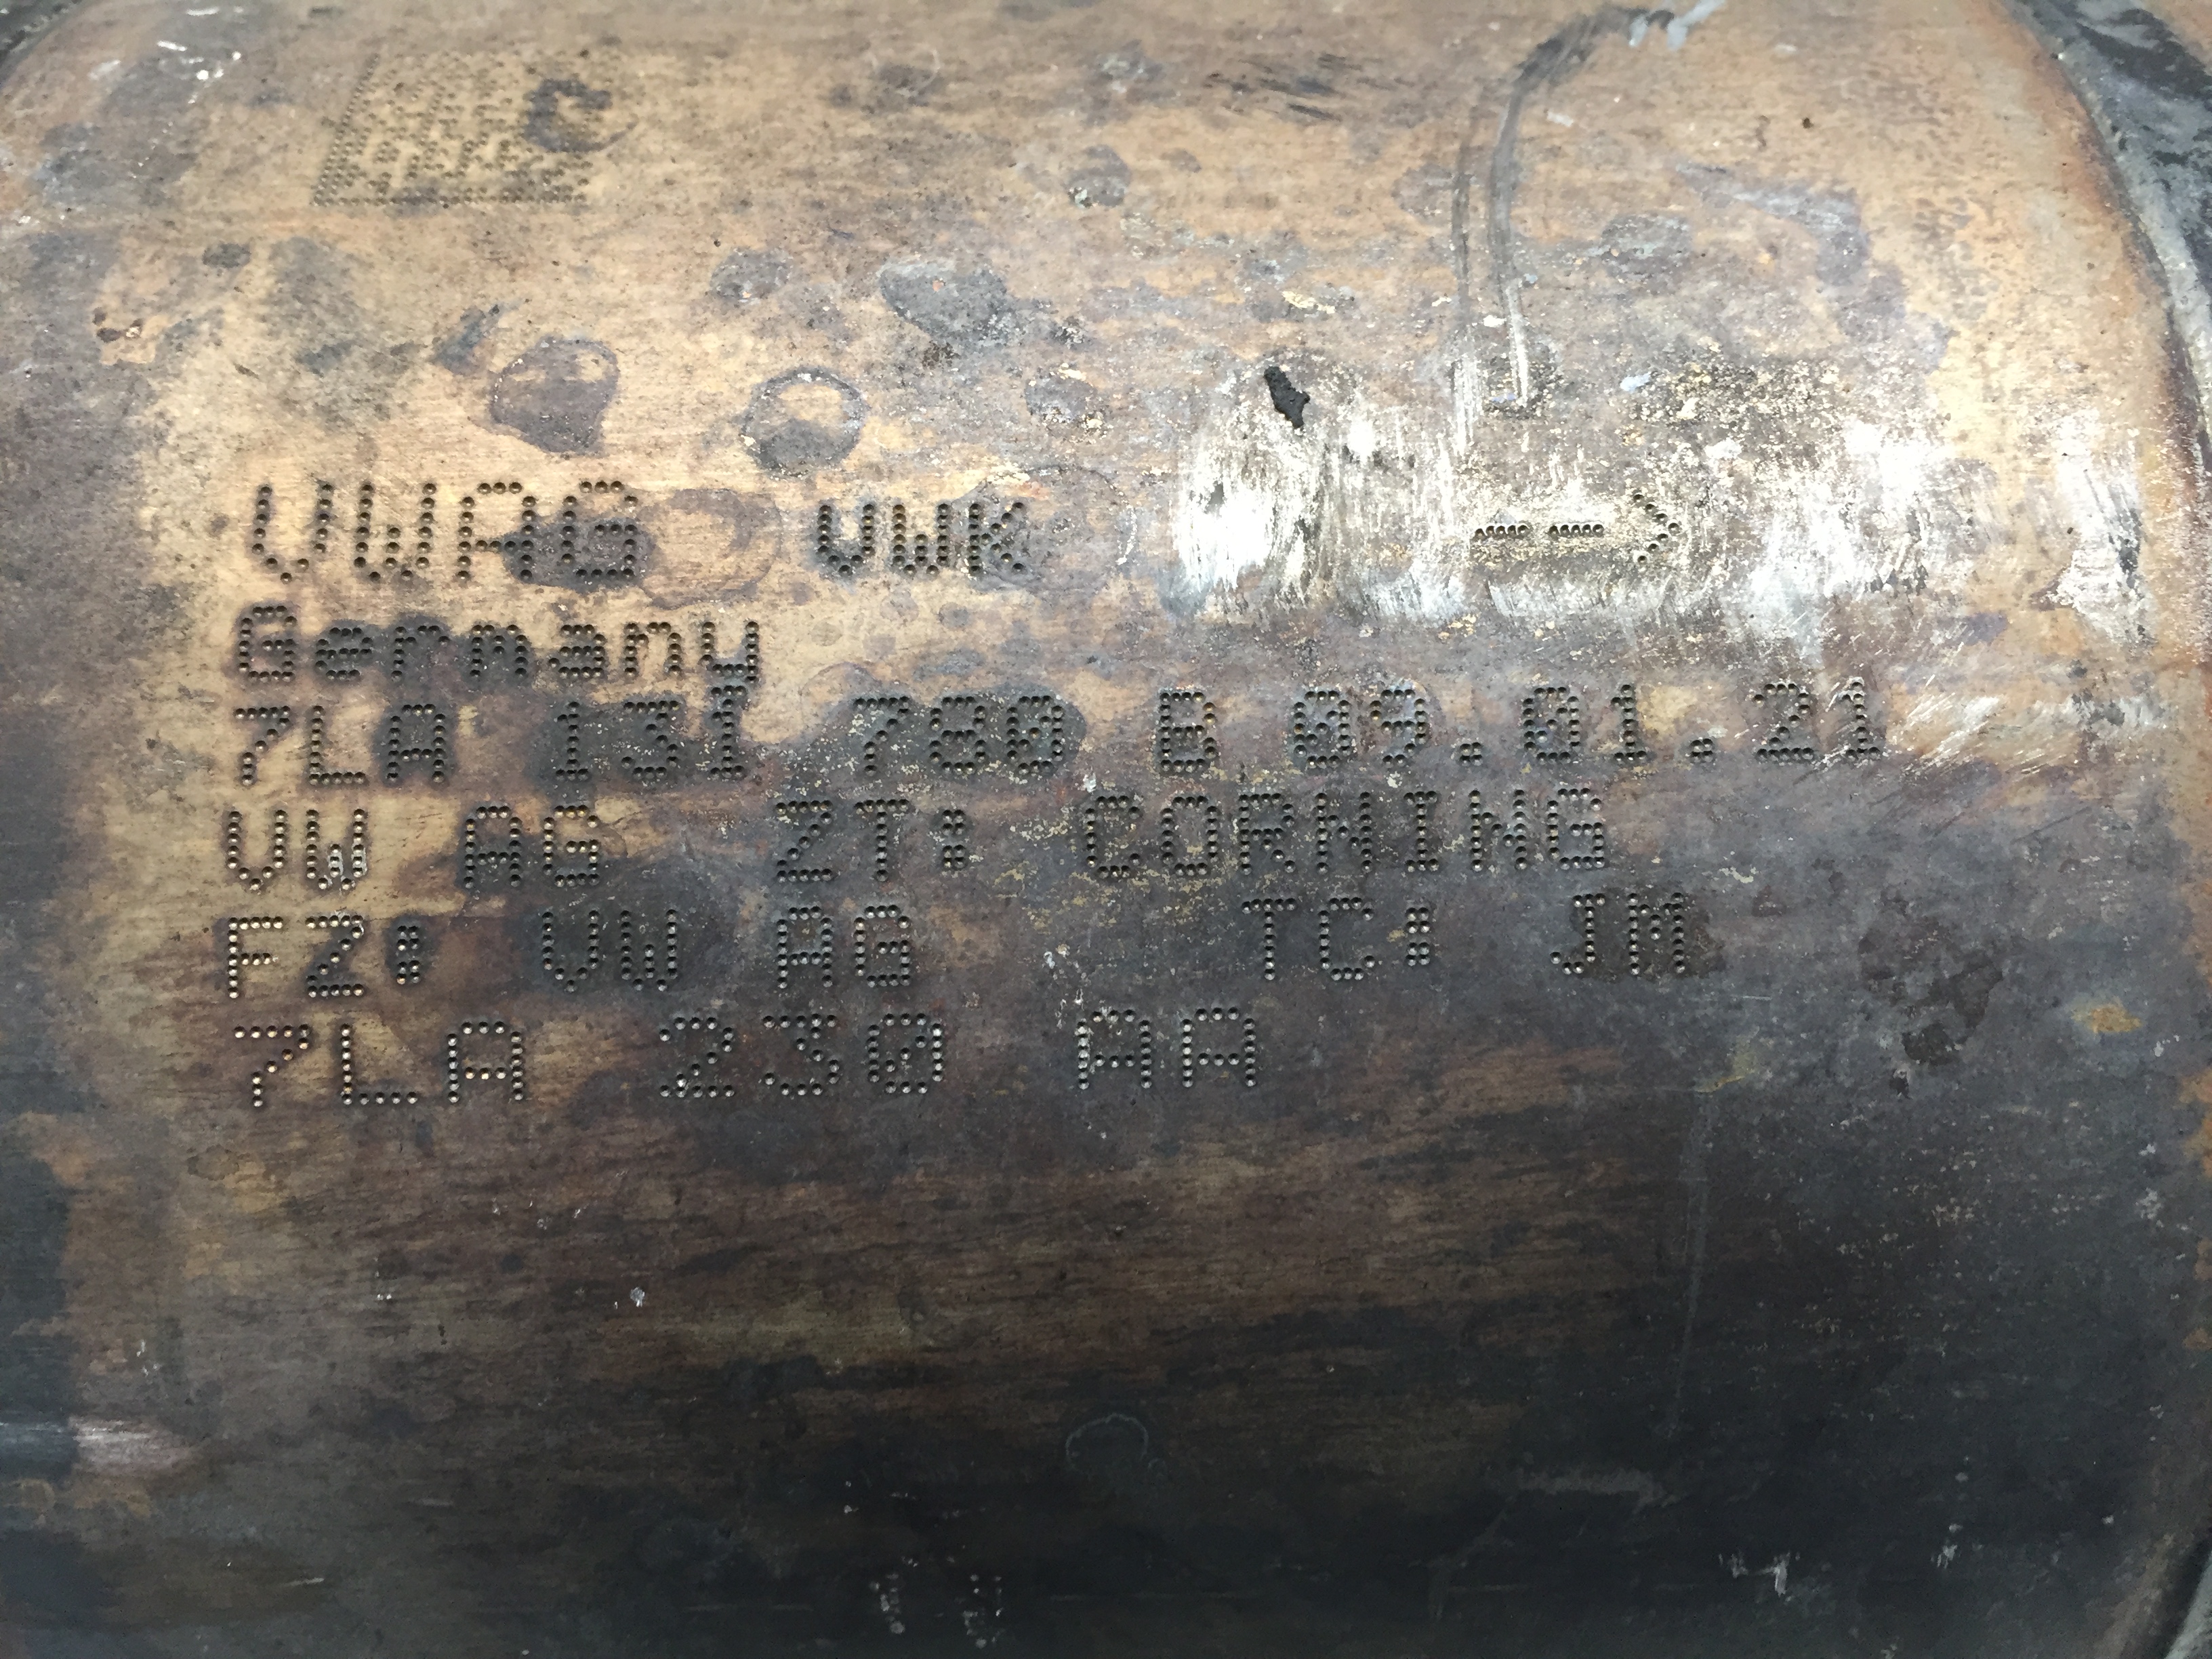 VWAG VWK -->
Germany
7LA 131 780 B 09.01.21
VW AG ZT: CORNING
FZ: VW AG TC: JM
7LA 230 AA